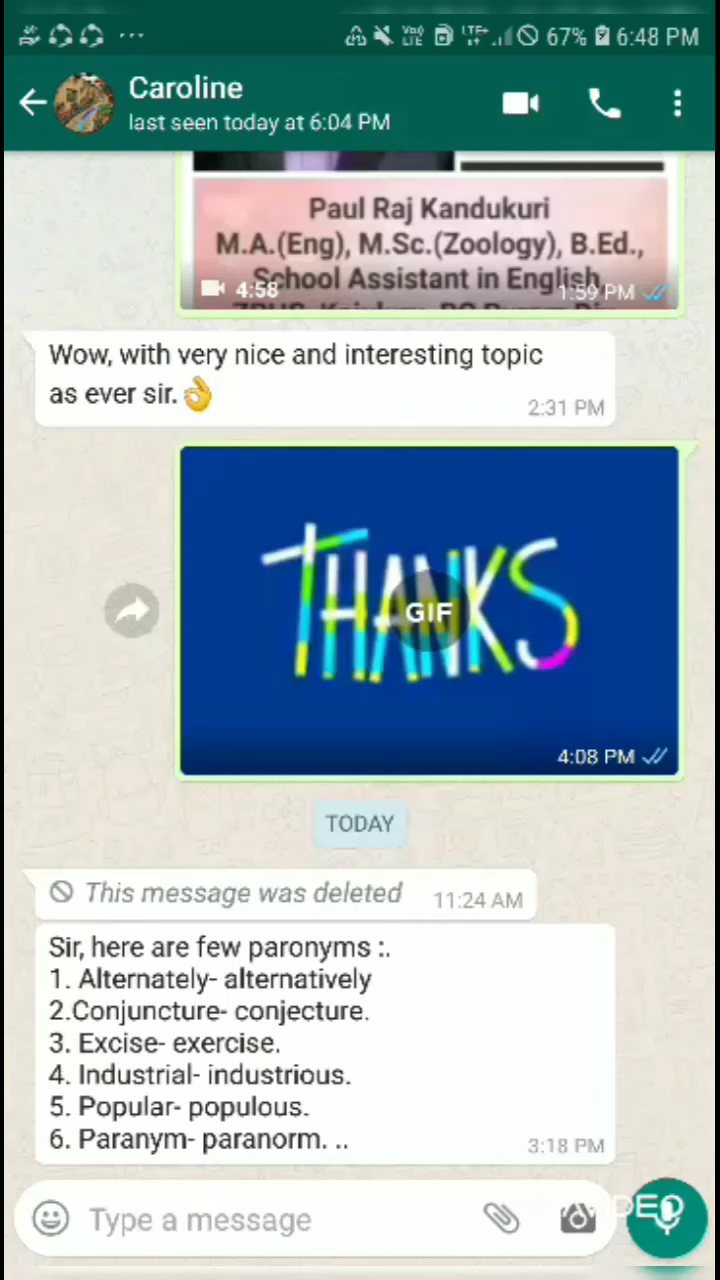 67% 6:48 PM
Caroline
last seen today at 6:04 PM
Paul Raj Kandukuri
M.A.(Eng), M.Sc.(Zoology), B.Ed.,
School Assistant in English
4:58
1:59 PM
Wow, with very nice and interesting topic
as ever sir.👌
2:31 PM
THANKS
GIF
4:08 PM
TODAY
This message was deleted 11:24 AM
Sir, here are few paronyms :.
1. Alternately- alternatively
2.Conjuncture- conjecture.
3. Excise- exercise.
4. Industrial- industrious.
5. Popular- populous.
6. Paranym- paranorm. ..
3:18 PM
Type a message